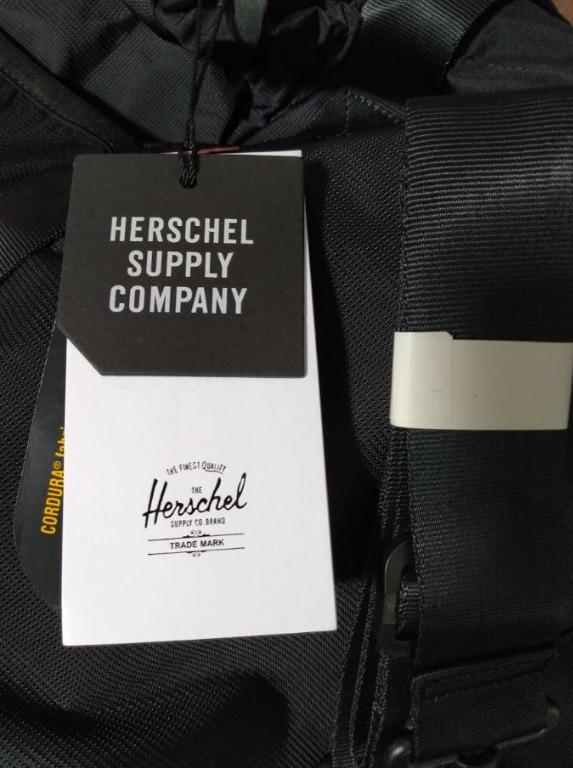 HERSCHEL
SUPPLY
COMPANY
THE FINEST QUALITY
THE
Herschel
SUPPLY CO. BRAND
TRADE MARK
CORDURA®